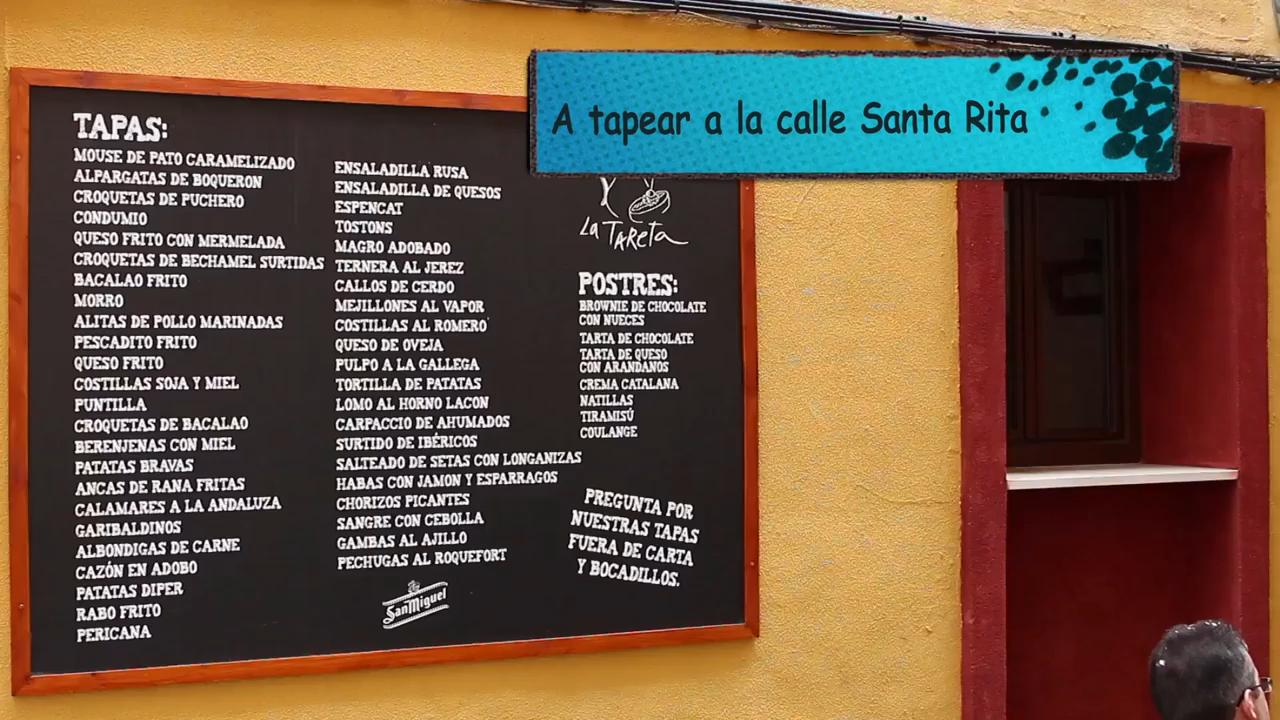 A tapear a la calle Santa Rita
TAPAS:
MOUSE DE PATO CARAMELIZADO
ALPARGATAS DE BOQUERON
CROQUETAS DE PUCHERO
CONDUMIO
QUESO FRITO CON MERMELADA
CROQUETAS DE BECHAMEL SURTIDAS
BACALAO FRITO
MORRO
ALITAS DE POLLO MARINADAS
PESCADITO FRITO
QUESO FRITO
COSTILLAS SOJA Y MIEL
PUNTILLA
CROQUETAS DE BACALAO
BERENJENAS CON MIEL
PATATAS BRAVAS
ANCAS DE RANA FRITAS
CALAMARES A LA ANDALUZA
GARIBALDINOS
ALBONDIGAS DE CARNE
CAZÓN EN ADOBO
PATATAS DIPER
RABO FRITO
PERICANA
ENSALADILLA RUSA
ENSALADILLA DE QUESOS
ESPENCAT
TOSTONS
MAGRO ADOBADO
TERNERA AL JEREZ
CALLOS DE CERDO
MEJILLONES AL VAPOR
COSTILLAS AL ROMERO
QUESO DE OVEJA
PULPO A LA GALLEGA
TORTILLA DE PATATAS
LOMO AL HORNO LACON
CARPACCIO DE AHUMADOS
SURTIDO DE IBÉRICOS
SALTEADO DE SETAS CON LONGANIZAS
HABAS CON JAMON Y ESPARRAGOS
CHORIZOS PICANTES
SANGRE CON CEBOLLA
GAMBAS AL AJILLO
PECHUGAS AL ROQUEFORT
San Miguel
La TAReTa
POSTRES:
BROWNIE DE CHOCOLATE
CON NUECES
TARTA DE CHOCOLATE
TARTA DE QUESO
CON ARANDANOS
CREMA CATALANA
NATILLAS
TIRAMISÚ
COULANGE
PREGUNTA POR
NUESTRAS TAPAS
FUERA DE CARTA
Y BOCADILLOS.